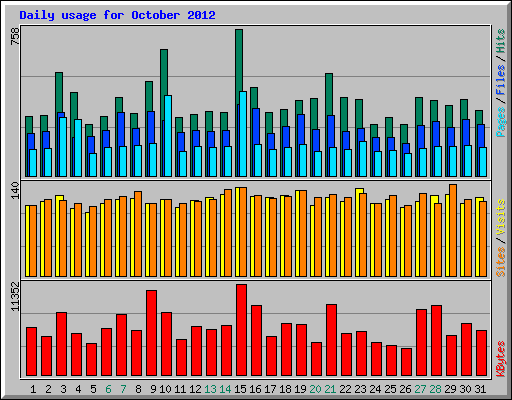 Daily usage for October 2012
758
Pages / Files / Hits
140
Sites / Visits
11352
KBytes
1 2 3 4 5 6 7 8 9 10 11 12 13 14 15 16 17 18 19 20 21 22 23 24 25 26 27 28 29 30 31